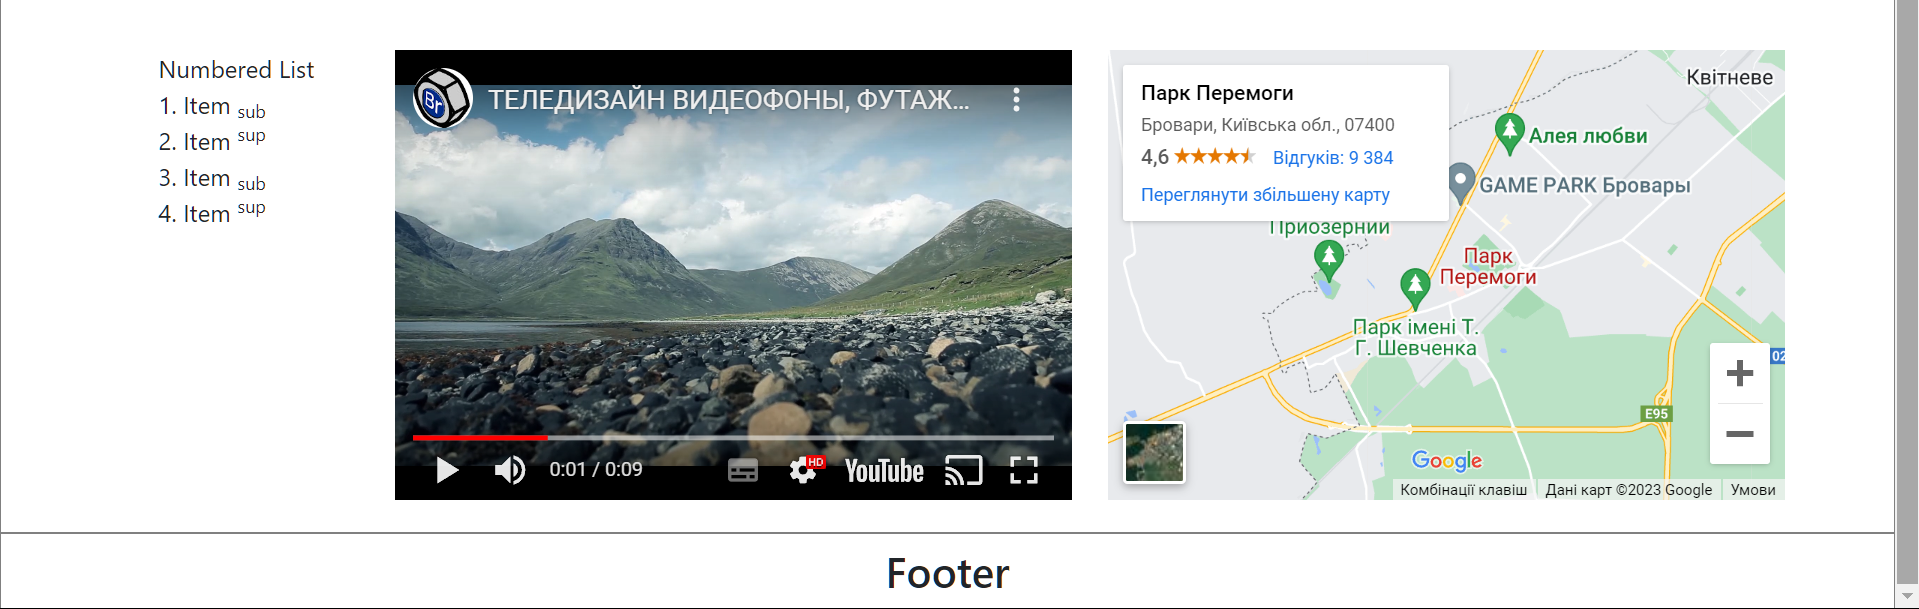 Numbered List
1. Item sub
2. Item sup
3. Item sub
4. Item sup
Br
ТЕЛЕДИЗАЙН ВИДЕОФОНЫ, ФУТАЖ...
0:01 / 0:09
HD
YouTube
Парк Перемоги
Бровари, Київська обл., 07400
4,6
Відгуків: 9 384
Переглянути збільшену карту
Квітневе
Алея любви
GAME PARK Бровары
Приозерний
Парк
Перемоги
Парк імені Т.
Г. Шевченка
02
E95
Google
Комбінації клавіш
Дані карт ©2023 Google
Умови
Footer